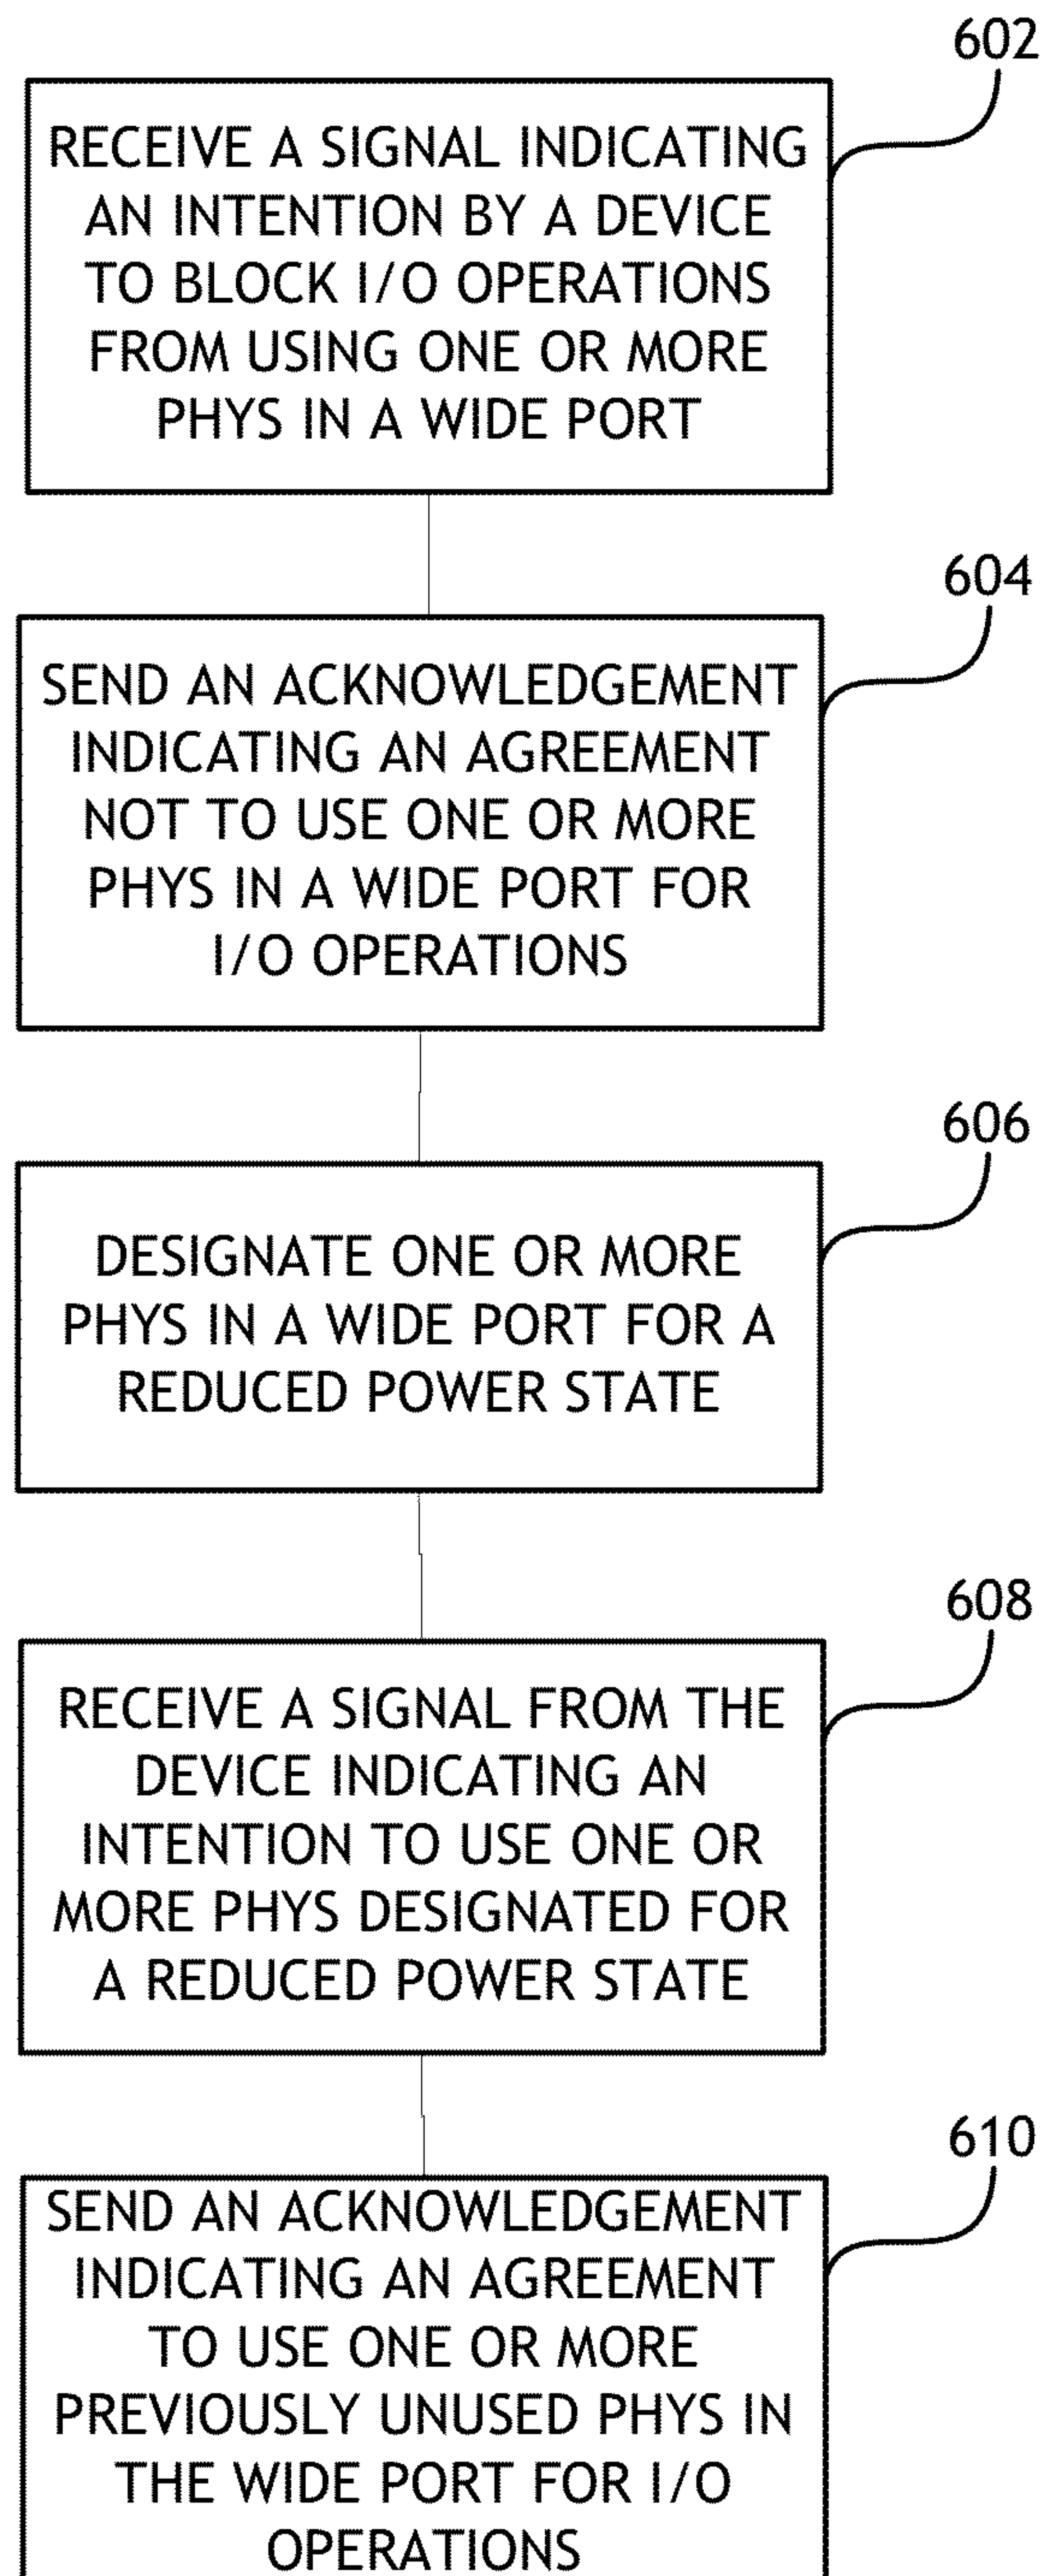 602
RECEIVE A SIGNAL INDICATING
AN INTENTION BY A DEVICE
TO BLOCK I/O OPERATIONS
FROM USING ONE OR MORE
PHYS IN A WIDE PORT
604
SEND AN ACKNOWLEDGEMENT
INDICATING AN AGREEMENT
NOT TO USE ONE OR MORE
PHYS IN A WIDE PORT FOR
I/O OPERATIONS
606
DESIGNATE ONE OR MORE
PHYS IN A WIDE PORT FOR A
REDUCED POWER STATE
608
RECEIVE A SIGNAL FROM THE
DEVICE INDICATING AN
INTENTION TO USE ONE OR
MORE PHYS DESIGNATED FOR
A REDUCED POWER STATE
610
SEND AN ACKNOWLEDGEMENT
INDICATING AN AGREEMENT
TO USE ONE OR MORE
PREVIOUSLY UNUSED PHYS IN
THE WIDE PORT FOR I/O
OPERATIONS